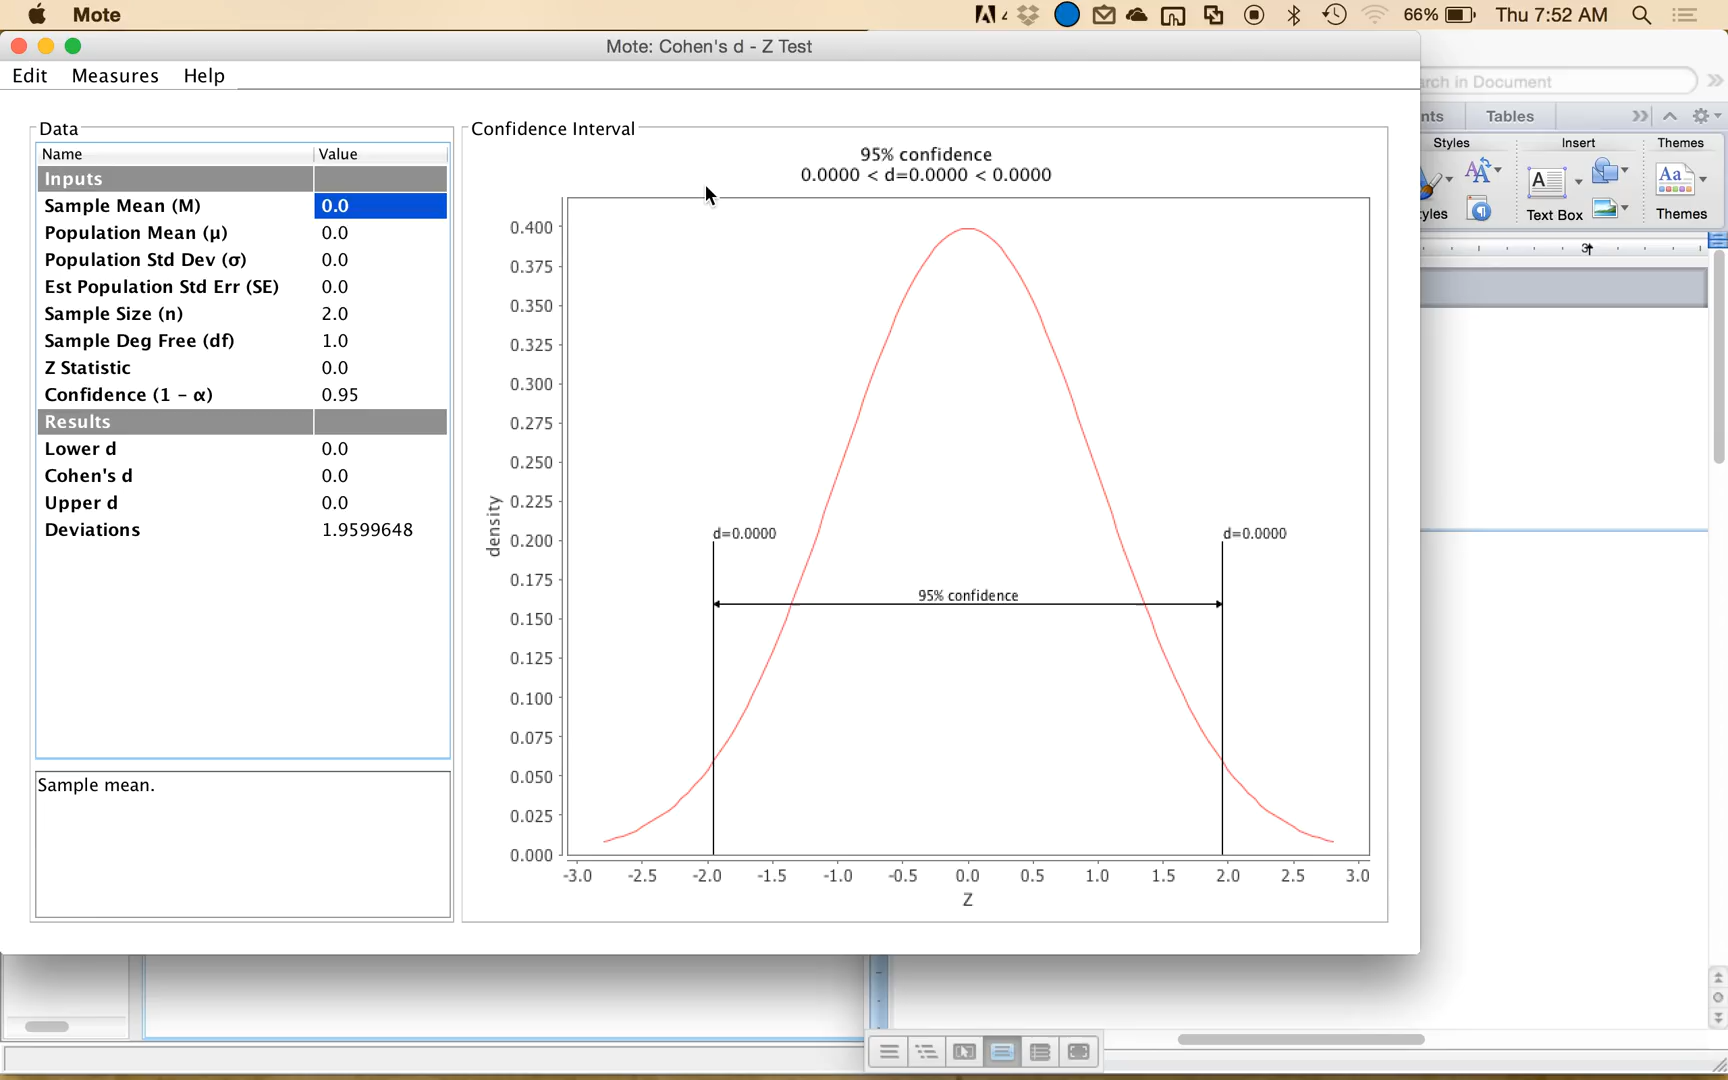 Mote
4
66%
Thu 7:52 AM
Mote: Cohen's d - Z Test
Edit Measures Help
Data
Name Value
Inputs
Sample Mean (M) 0.0
Population Mean (μ) 0.0
Population Std Dev (σ) 0.0
Est Population Std Err (SE) 0.0
Sample Size (n) 2.0
Sample Deg Free (df) 1.0
Z Statistic 0.0
Confidence (1 - α) 0.95
Results
Lower d 0.0
Cohen's d 0.0
Upper d 0.0
Deviations 1.9599648
Sample mean.
Confidence Interval
95% confidence
0.0000 < d=0.0000 < 0.0000
0.400
0.375
0.350
0.325
0.300
0.275
0.250
0.225
0.200
0.175
0.150
0.125
0.100
0.075
0.050
0.025
0.000
density
d=0.0000
d=0.0000
95% confidence
-3.0 -2.5 -2.0 -1.5 -1.0 -0.5 0.0 0.5 1.0 1.5 2.0 2.5 3.0
Z
rch in Document
nts Tables
Styles Insert Themes
A Aa
yles Text Box Themes
3